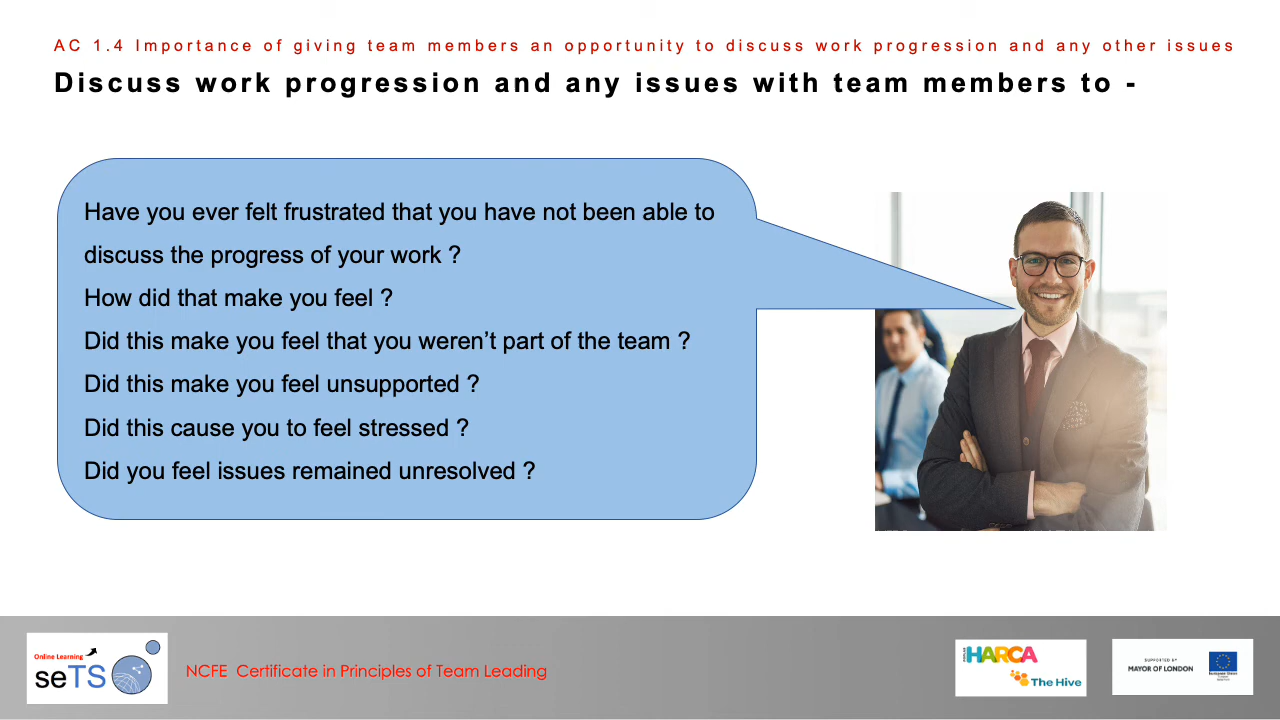 AC 1.4 Importance of giving team members an opportunity to discuss work progression and any other issues
Discuss work progression and any issues with team members to -
Have you ever felt frustrated that you have not been able to
discuss the progress of your work ?
How did that make you feel ?
Did this make you feel that you weren’t part of the team ?
Did this make you feel unsupported ?
Did this cause you to feel stressed ?
Did you feel issues remained unresolved ?
Online Learning
seTS
NCFE Certificate in Principles of Team Leading
HARCA
The Hive
SUPPORTED BY
MAYOR OF LONDON
European Union